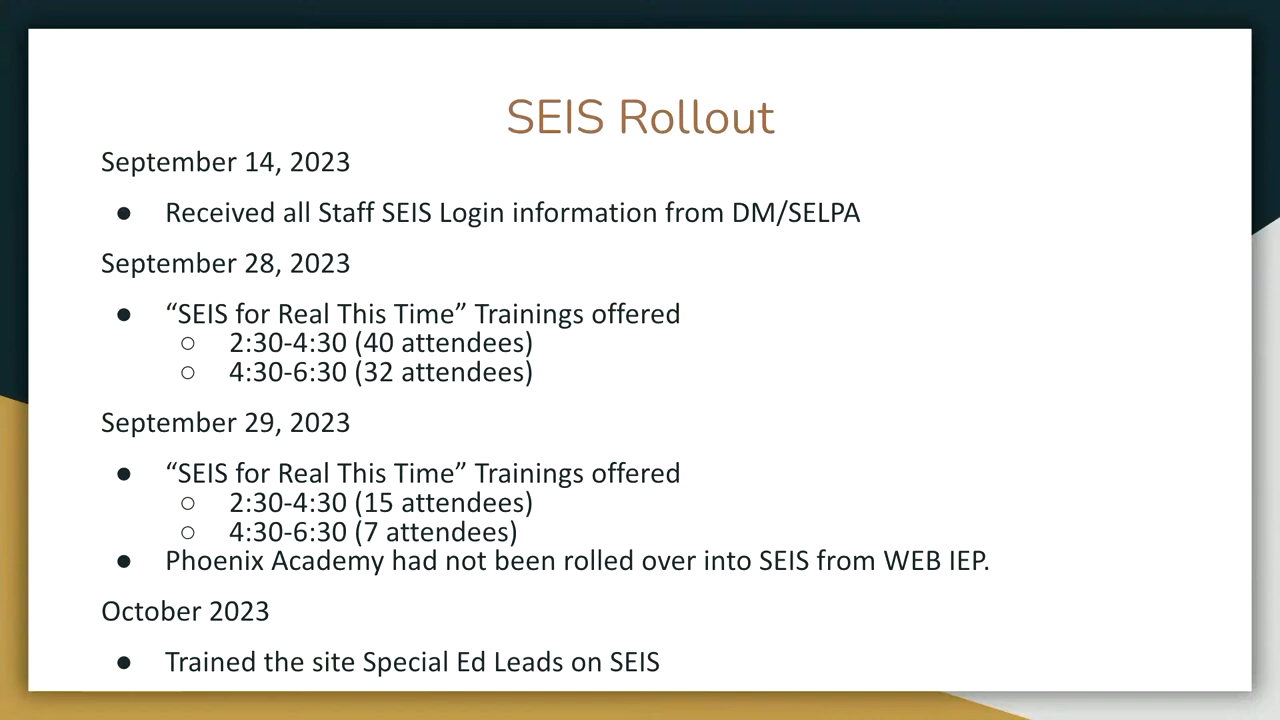 SEIS Rollout
September 14, 2023
● Received all Staff SEIS Login information from DM/SELPA
September 28, 2023
● “SEIS for Real This Time” Trainings offered
○ 2:30-4:30 (40 attendees)
○ 4:30-6:30 (32 attendees)
September 29, 2023
● “SEIS for Real This Time” Trainings offered
○ 2:30-4:30 (15 attendees)
○ 4:30-6:30 (7 attendees)
● Phoenix Academy had not been rolled over into SEIS from WEB IEP.
October 2023
● Trained the site Special Ed Leads on SEIS